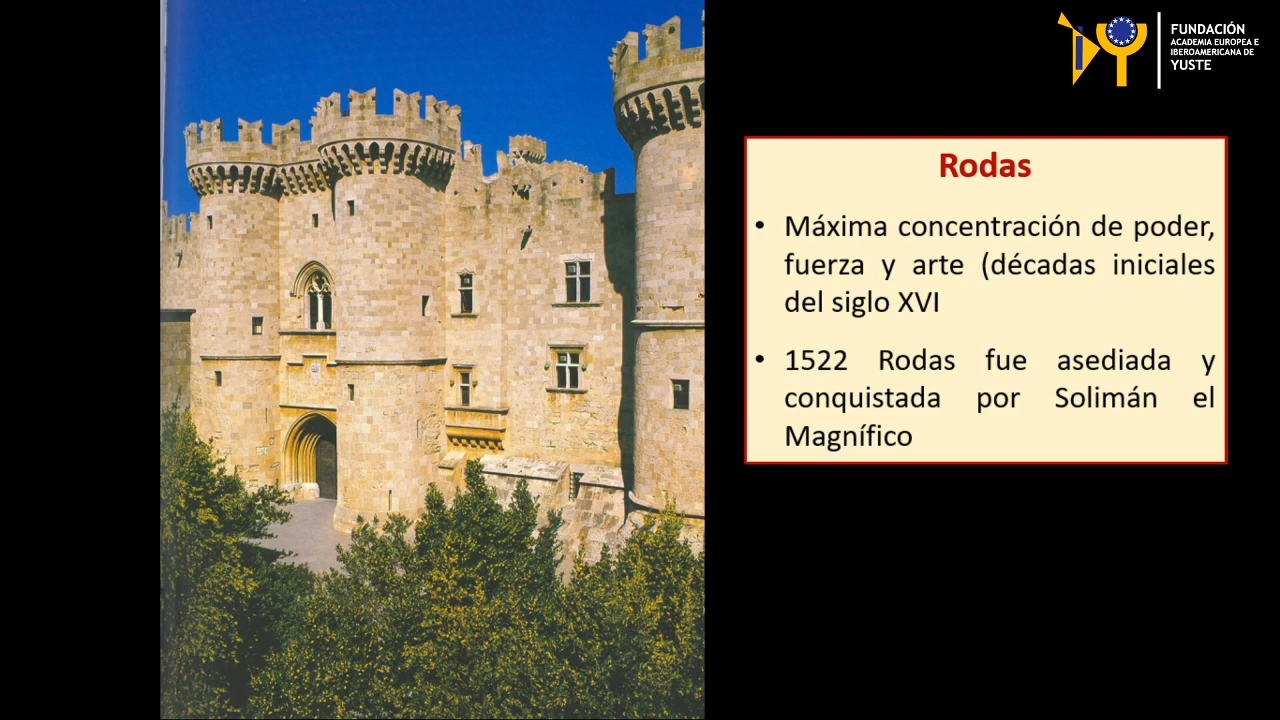 FUNDACIÓN
ACADEMIA EUROPEA E
IBEROAMERICANA DE
YUSTE
Rodas
• Máxima concentración de poder,
fuerza y arte (décadas iniciales
del siglo XVI
• 1522 Rodas fue asediada y
conquistada por Solimán el
Magnífico